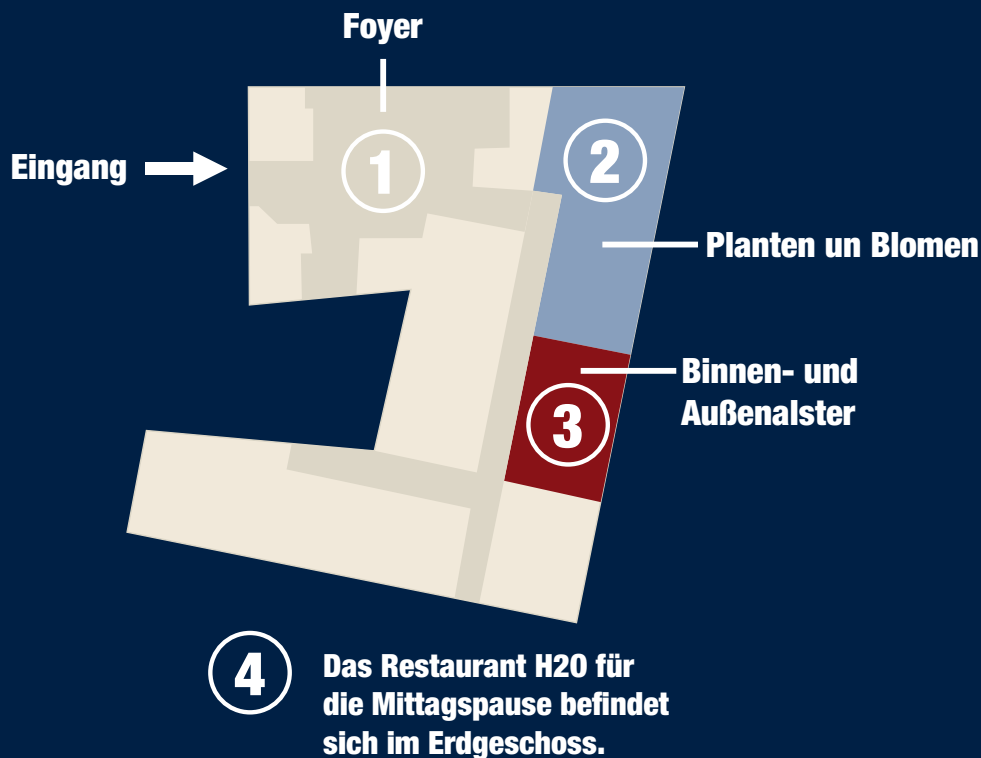 Foyer
Eingang
1
2
Planten un Blomen
Binnen- und
Außenalster
3
4
Das Restaurant H20 für
die Mittagspause befindet
sich im Erdgeschoss.